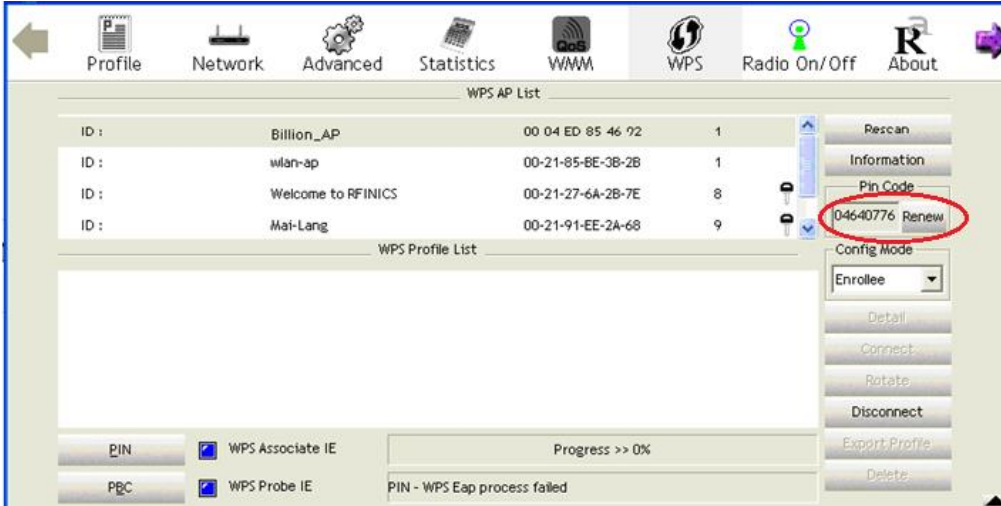 Profile Network Advanced Statistics QoS WMM WPS Radio On/Off R a About
WPS AP List
ID : Billion_AP 00 04 ED 85 46 92 1
ID : wlan-ap 00-21-85-BE-3B-2B 1
ID : Welcome to RFINICS 00-21-27-6A-2B-7E 8
ID : Mai-Lang 00-21-91-EE-2A-68 9
Rescan
Information
Pin Code
04640776 Renew
WPS Profile List
Config Mode
Enrollee
Detail
Connect
Rotate
Disconnect
Export Profile
Delete
PIN WPS Associate IE Progress >> 0%
PBC WPS Probe IE PIN - WPS Eap process failed